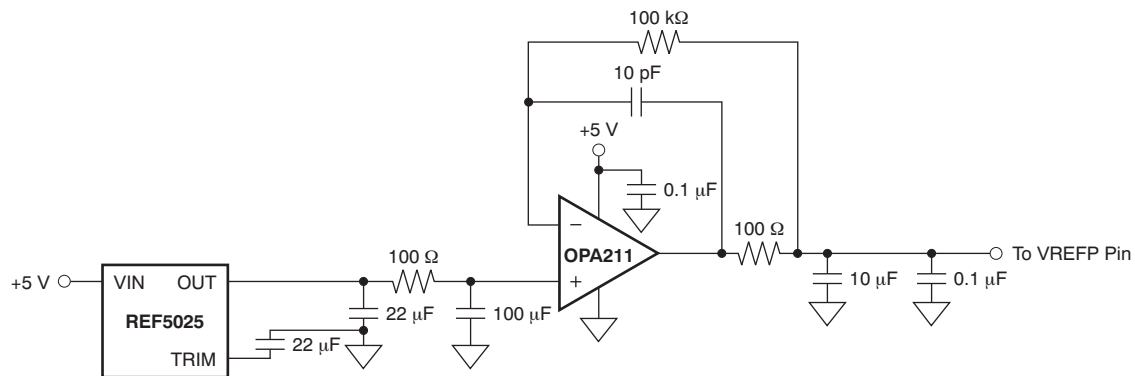 100 kΩ
10 pF
+5 V
0.1 μF
−
OPA211
+
100 Ω
To VREFP Pin
10 μF
0.1 μF
+5 V
VIN
OUT
REF5025
TRIM
100 Ω
22 μF
100 μF
22 μF